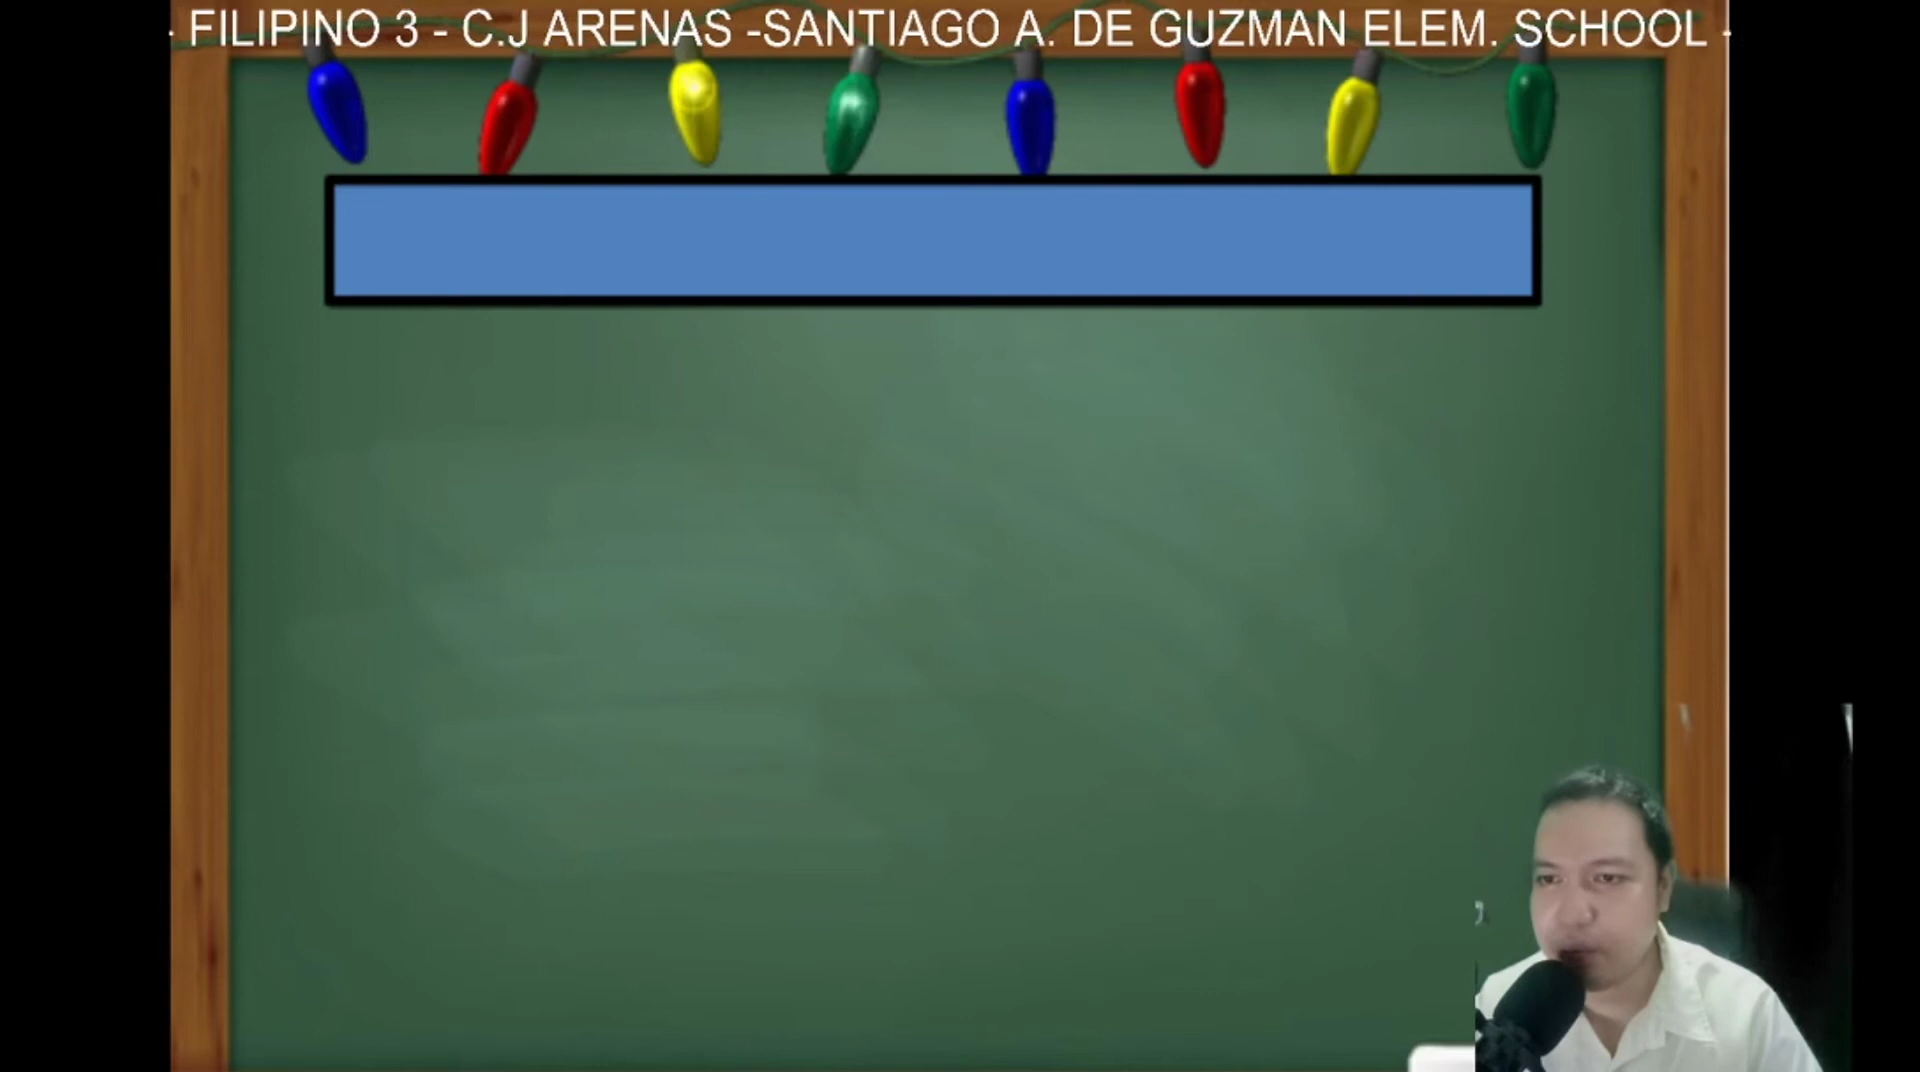 - FILIPINO 3 - C.J ARENAS -SANTIAGO A. DE GUZMAN ELEM. SCHOOL -